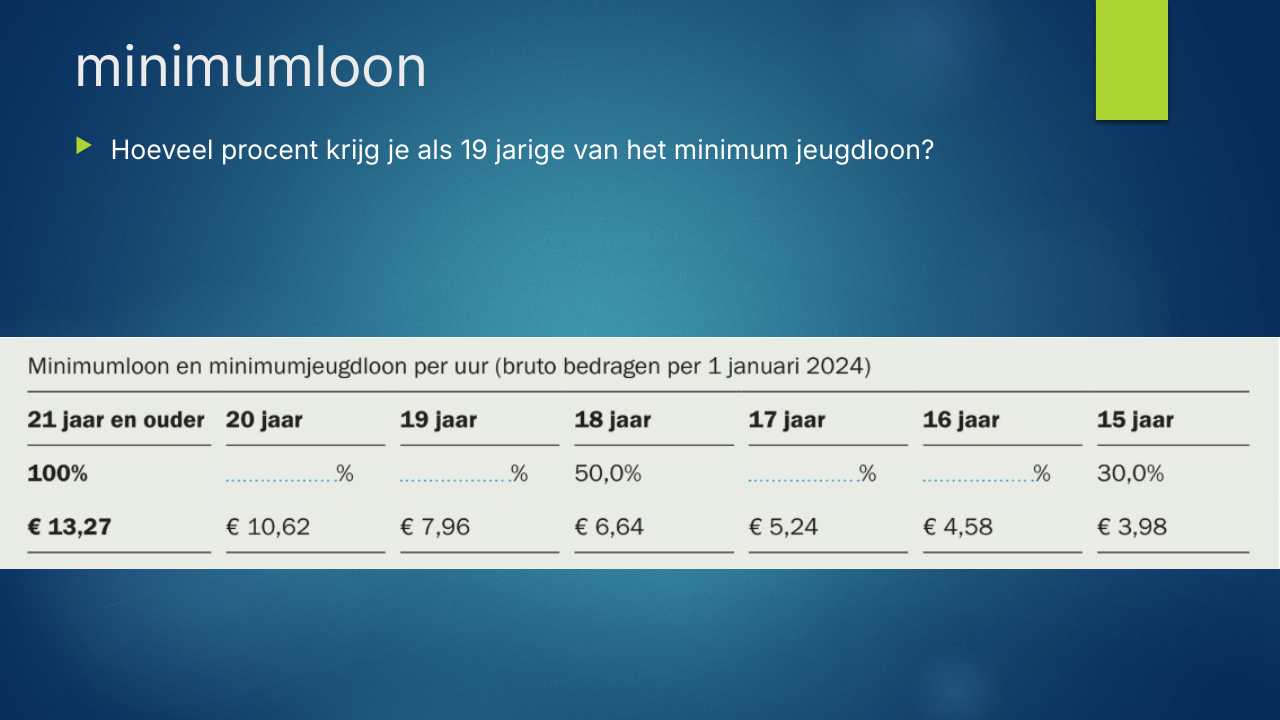 minimumloon
Hoeveel procent krijg je als 19 jarige van het minimum jeugdloon?
Minimumloon en minimumjeugdloon per uur (bruto bedragen per 1 januari 2024)
21 jaar en ouder 20 jaar 19 jaar 18 jaar 17 jaar 16 jaar 15 jaar
100% ...................% ...................% 50,0% ...................% ...................% 30,0%
€ 13,27 € 10,62 € 7,96 € 6,64 € 5,24 € 4,58 € 3,98